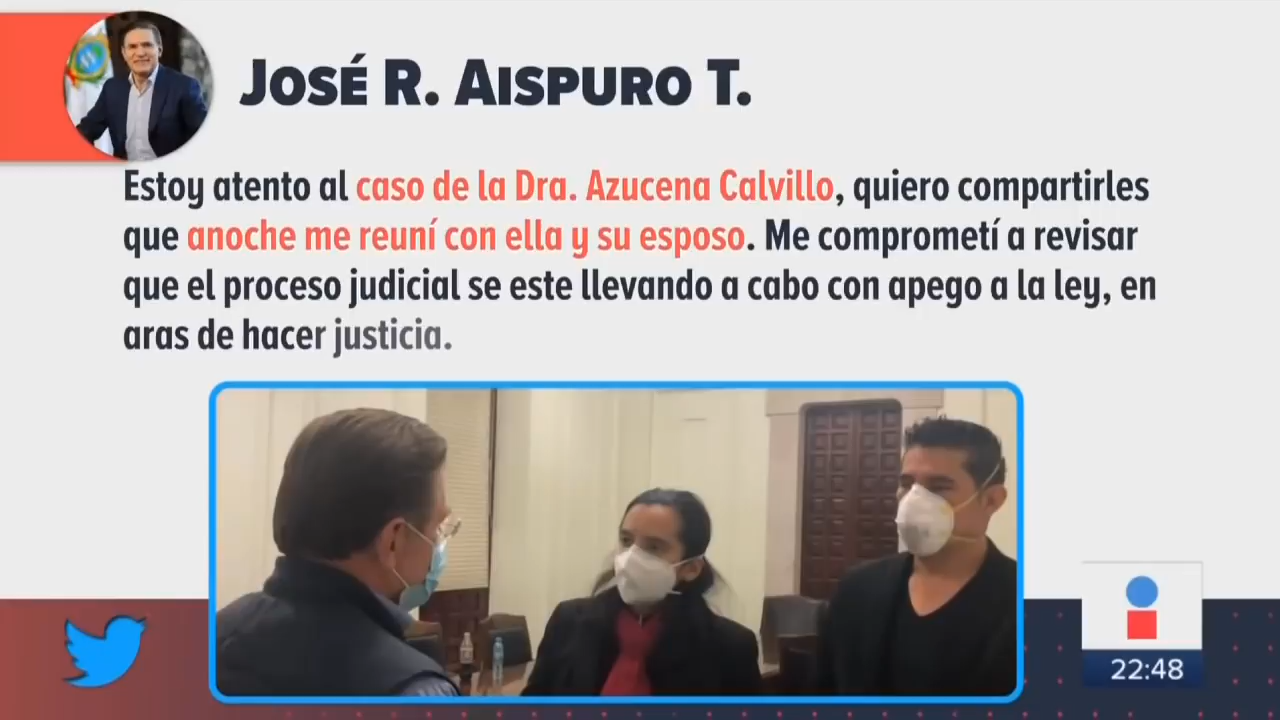 JOSÉ R. AISPURO T.
Estoy atento al caso de la Dra. Azucena Calvillo, quiero compartirles
que anoche me reuní con ella y su esposo. Me comprometí a revisar
que el proceso judicial se este llevando a cabo con apego a la ley, en
aras de hacer justicia.
22:48